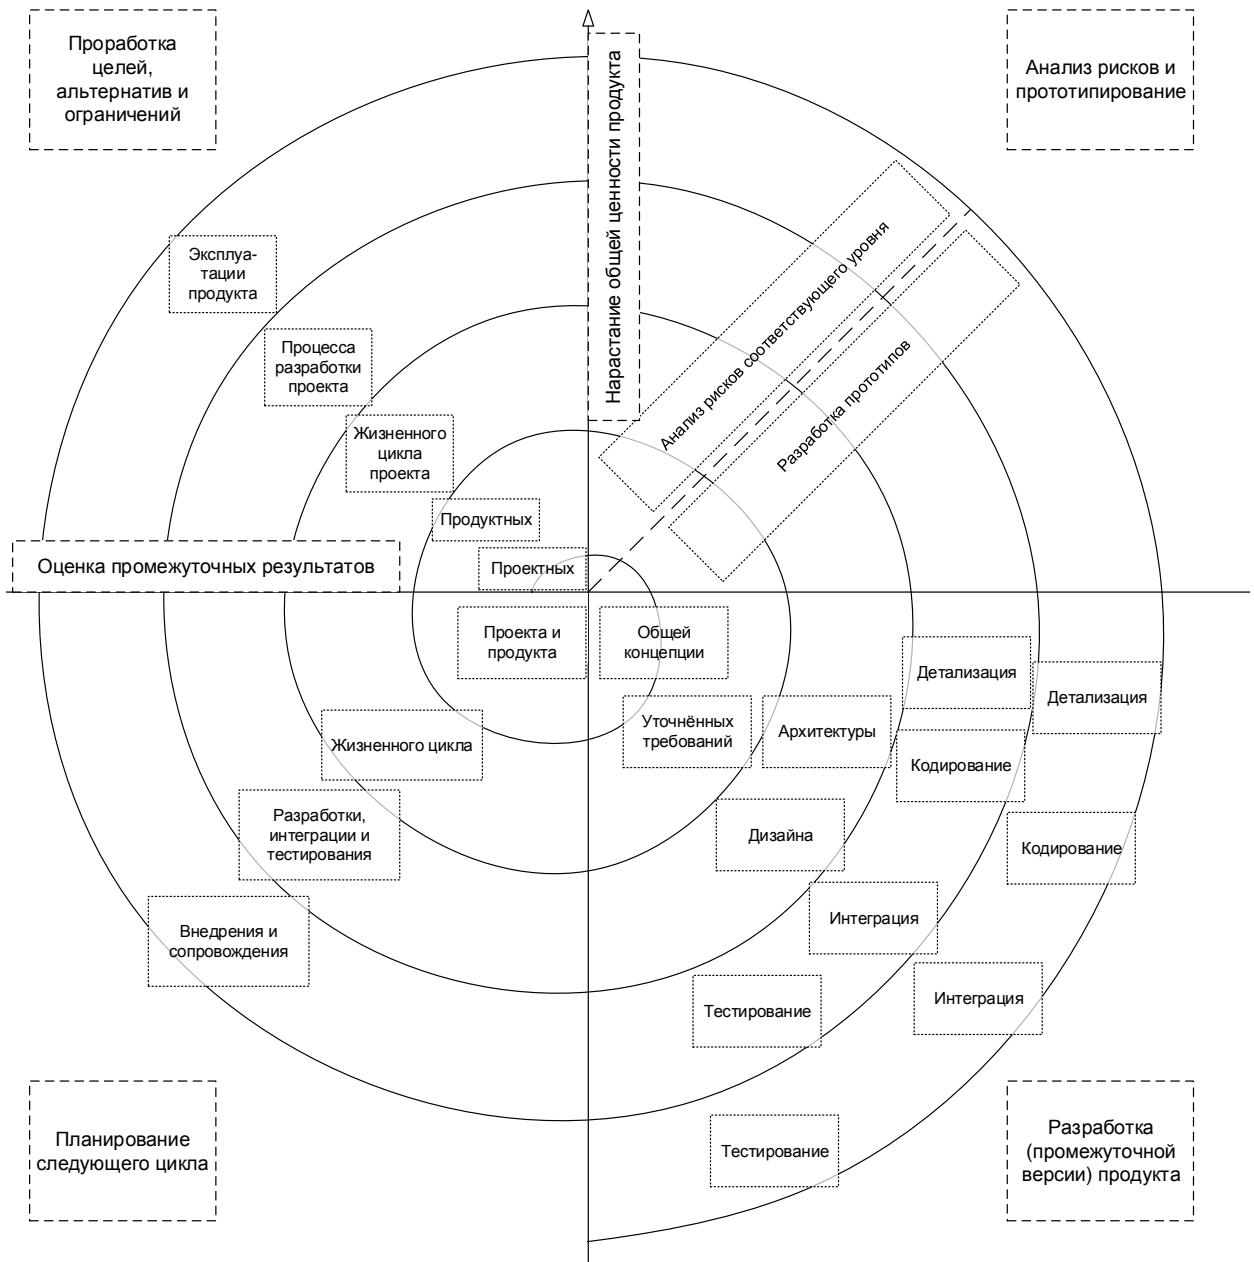 Проработка
целей,
альтернатив и
ограничений
Анализ рисков и
прототипирование
Нарастание общей ценности продукта
Анализ рисков соответствующего уровня
Разработка прототипов
Эксплуа-
тации
продукта
Процесса
разработки
проекта
Жизненного
цикла
проекта
Продуктных
Проектных
Оценка промежуточных результатов
Проекта и
продукта
Общей
концепции
Детализация
Детализация
Жизненного цикла
Уточнённых
требований
Архитектуры
Кодирование
Разработки,
интеграции и
тестирования
Дизайна
Кодирование
Внедрения и
сопровождения
Интеграция
Интеграция
Тестирование
Тестирование
Планирование
следующего цикла
Разработка
(промежуточной
версии) продукта